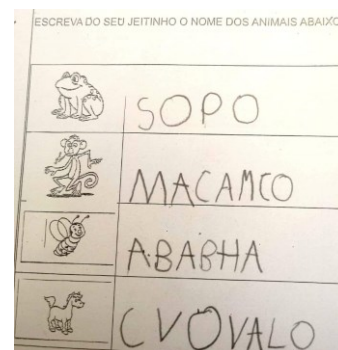 ESCREVA DO SEU JEITINHO O NOME DOS ANIMAIS ABAIXO
SOPO
MACAMCO
ABABHA
CVOVALO